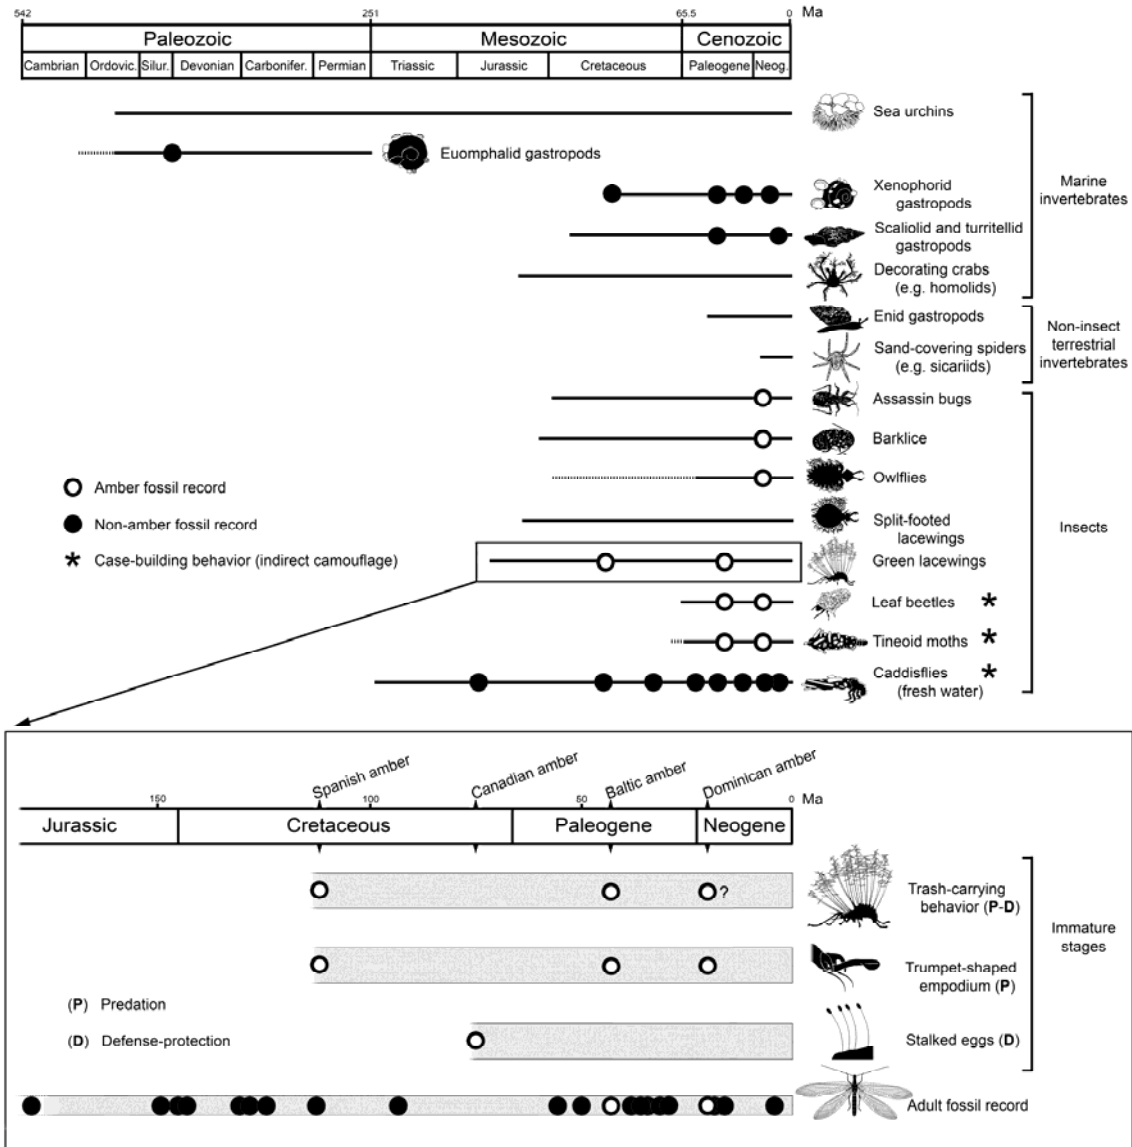 542 251 65.5 0 Ma
Paleozoic Mesozoic Cenozoic
Cambrian Ordovic. Silur. Devonian Carbonifer. Permian Triassic Jurassic Cretaceous Paleogene Neog.
Sea urchins
Euomphalid gastropods
Xenophorid
gastropods
Marine
invertebrates
Scaliolid and turritellid
gastropods
Decorating crabs
(e.g. homolids)
Enid gastropods
Non-insect
terrestrial
invertebrates
Sand-covering spiders
(e.g. sicariids)
Assassin bugs
Barklice
Owlflies
Split-footed
lacewings
Insects
Green lacewings
Leaf beetles *
Tineoid moths *
Caddisflies *
(fresh water)
Amber fossil record
Non-amber fossil record
* Case-building behavior (indirect camouflage)
Spanish amber Canadian amber Baltic amber Dominican amber
150 100 50 0 Ma
Jurassic Cretaceous Paleogene Neogene
?
Trash-carrying
behavior (P-D)
Immature
stages
Trumpet-shaped
empodium (P)
(P) Predation
(D) Defense-protection
Stalked eggs (D)
Adult fossil record